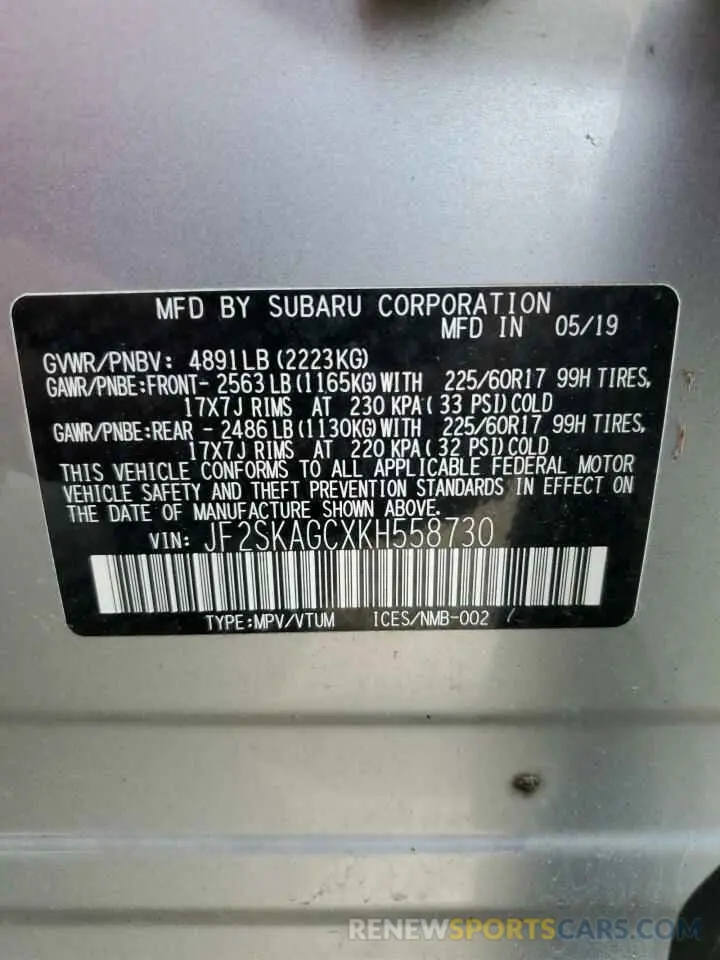 MFD BY SUBARU CORPORATION
MFD IN 05/19
GVWR/PNBV: 4891LB (2223KG)
GAWR/PNBE:FRONT- 2563LB (1165KG)WITH 225/60R17 99H TIRES,
17X7J RIMS AT 230 KPA( 33 PSI)COLD
GAWR/PNBE:REAR - 2486LB (1130KG)WITH 225/60R17 99H TIRES,
17X7J RIMS AT 220 KPA( 32 PSI)COLD
THIS VEHICLE CONFORMS TO ALL APPLICABLE FEDERAL MOTOR
VEHICLE SAFETY AND THEFT PREVENTION STANDARDS IN EFFECT ON
THE DATE OF MANUFACTURE SHOWN ABOVE.
VIN: JF2SKAGCXKH558730
TYPE:MPV/VTUM ICES/NMB-002
RENEWSPORTSCARS.COM